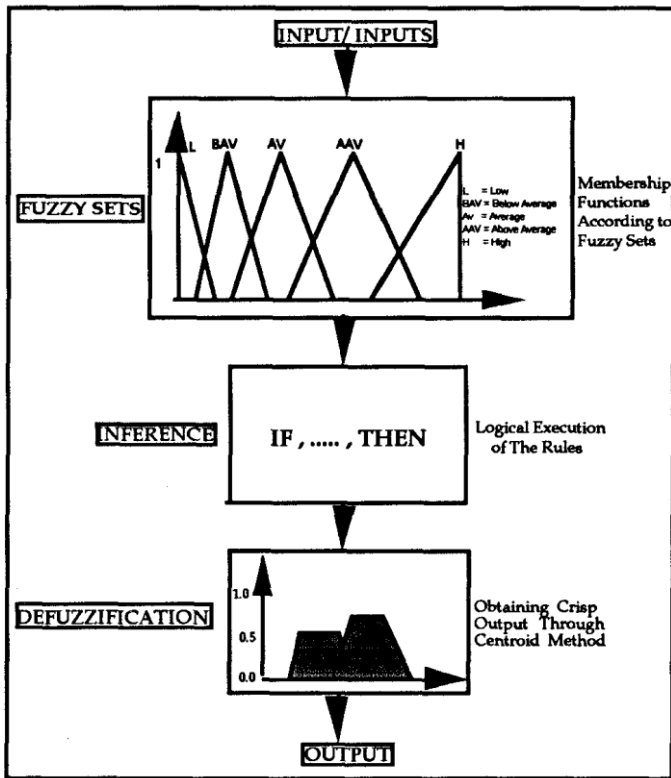 INPUT/ INPUTS
L BAV AV AAV H
1
L = Low
BAV = Below Average
Av = Average
AAV = Above Average
H = High
FUZZY SETS
Membership
Functions
According to
Fuzzy Sets
INFERENCE
IF , ..... , THEN
Logical Execution
of The Rules
DEFUZZIFICATION
1.0
0.5
0.0
Obtaining Crisp
Output Through
Centroid Method
OUTPUT